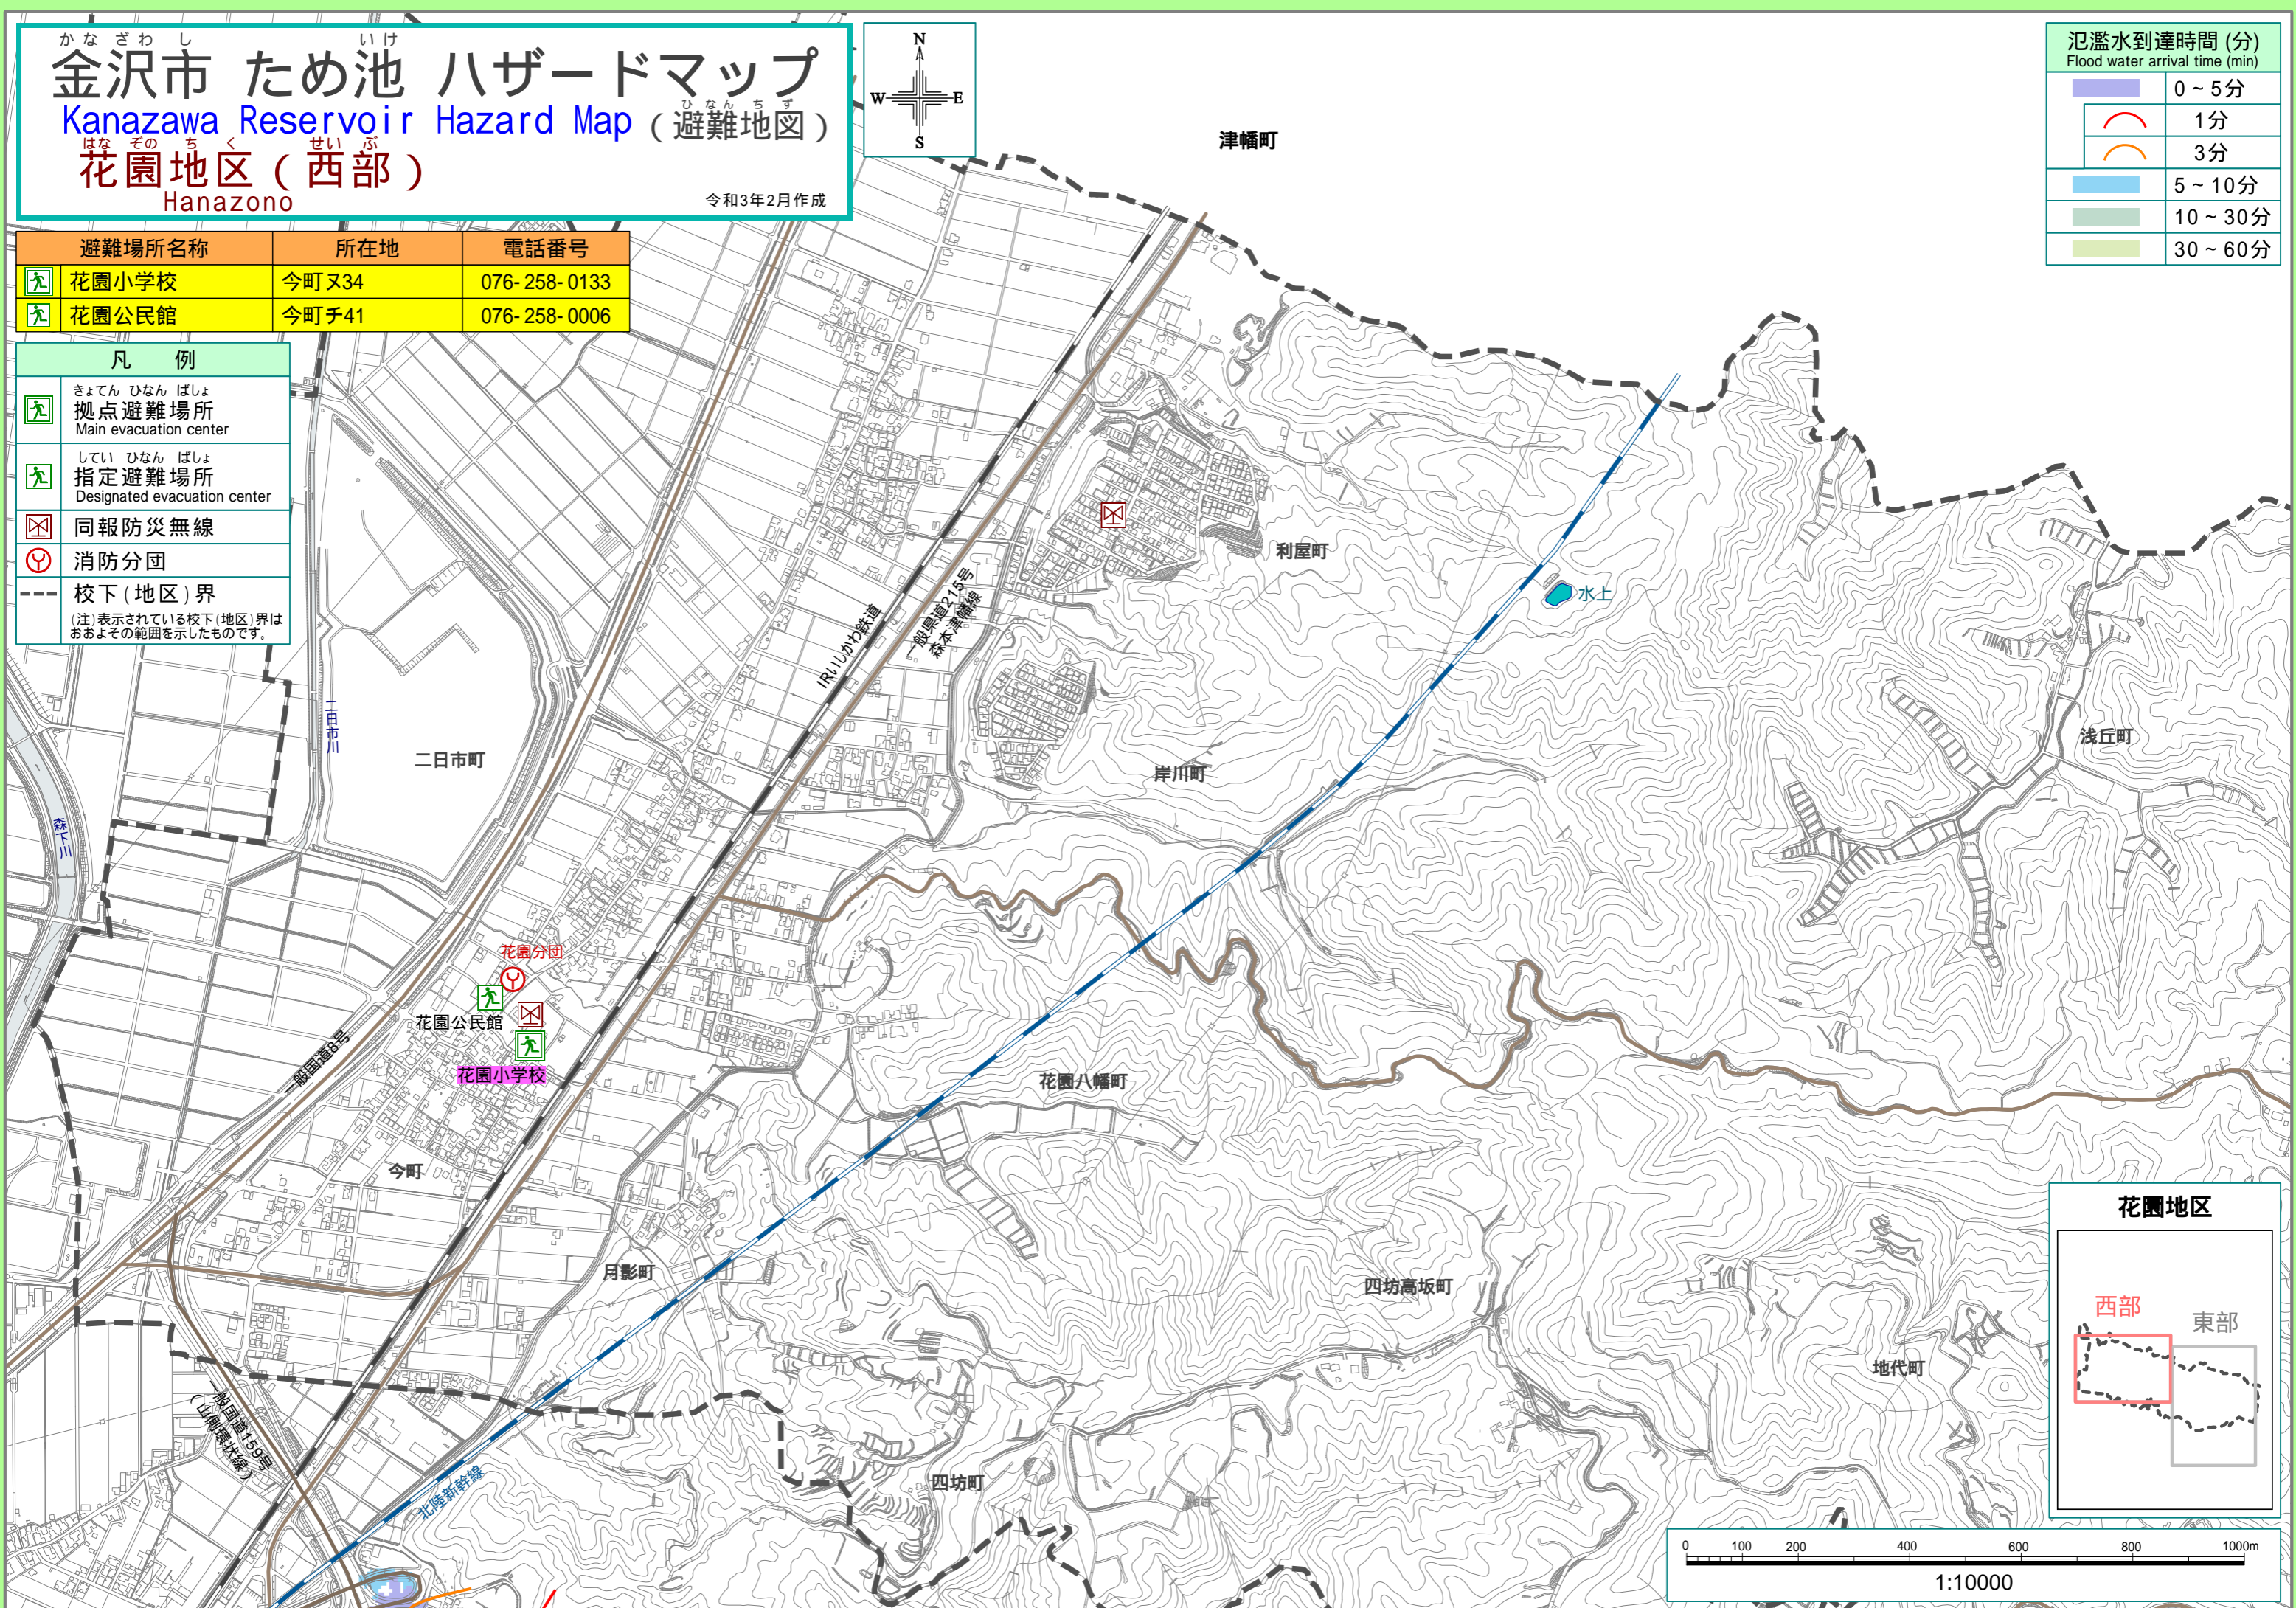 かな ざわ し いけ
金沢市 ため池 ハザードマップ
Kanazawa Reservoir Hazard Map
ひ なん ち ず
（避難地図）
はな ぞの ち く せい ぶ
花園地区（西部）
Hanazono
令和3年2月作成
N
W E
S
氾濫水到達時間 (分)
Flood water arrival time (min)
0 ~ 5分
1分
3分
5 ~ 10分
10 ~ 30分
30 ~ 60分
避難場所名称 所在地 電話番号
花園小学校 今町ヌ34 076-258-0133
花園公民館 今町チ41 076-258-0006
凡 例
きょてん ひなん ばしょ
拠点避難場所
Main evacuation center
してい ひなん ばしょ
指定避難場所
Designated evacuation center
同報防災無線
消防分団
校下(地区)界
(注)表示されている校下(地区)界は
おおよその範囲を示したものです。
津幡町
利屋町
水上
一般県道215号
森本津幡線
IRいしかわ鉄道
二日市川
二日市町
岸川町
浅丘町
森下川
花園分団
花園公民館
花園小学校
一般国道8号
花園八幡町
今町
月影町
四坊高坂町
地代町
一般国道159号
(山側環状線)
北陸新幹線
四坊町
花園地区
西部
東部
0 100 200 400 600 800 1000m
1:10000